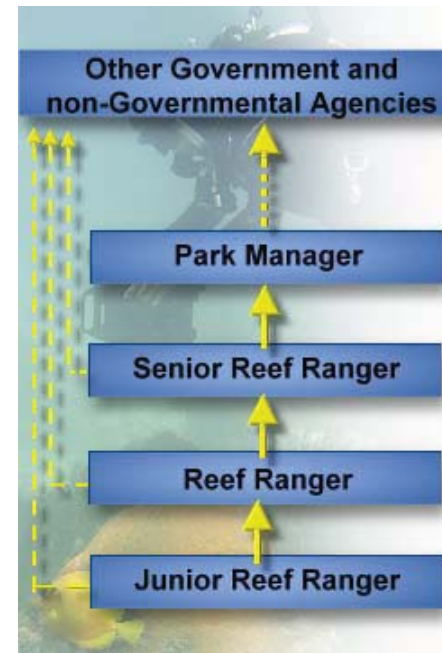 Other Government and
non-Governmental Agencies
Park Manager
Senior Reef Ranger
Reef Ranger
Junior Reef Ranger